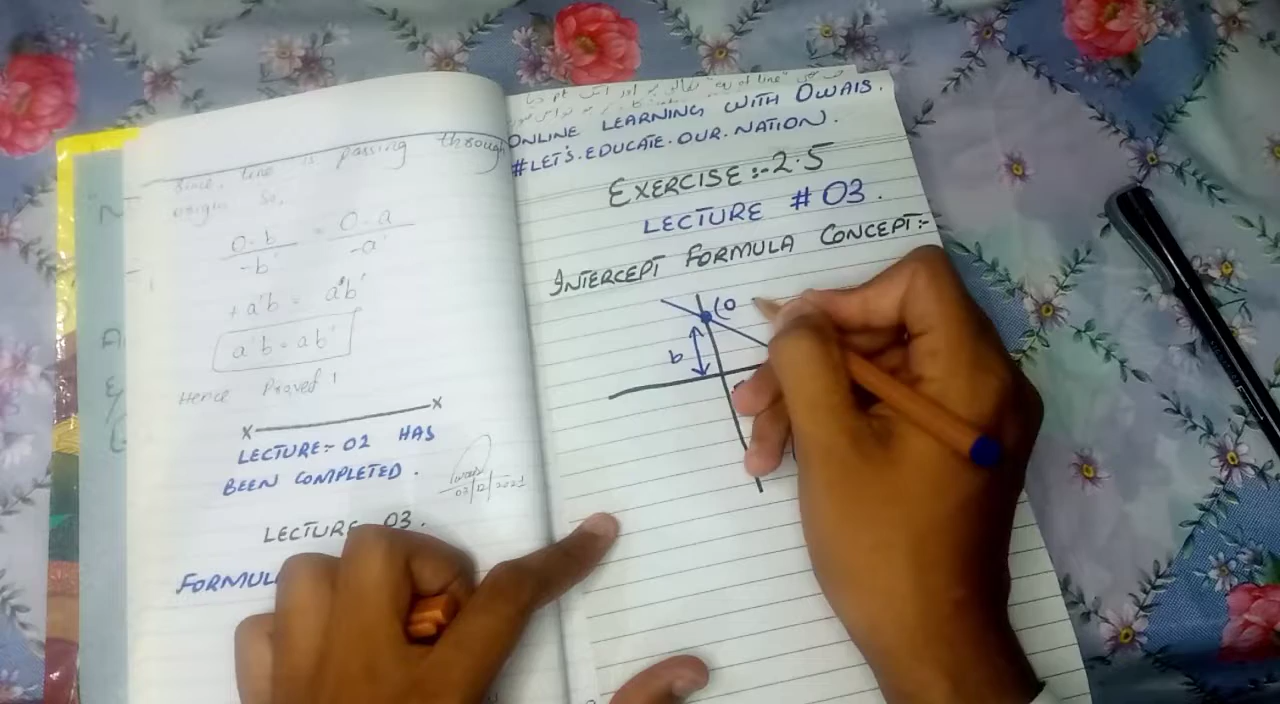 Since, line is passing through
origin So,
0·b / -b' = 0·a / -a'
+a'b = a'b'
a'b = ab'
Hence Proved!
x x
LECTURE:- 02 HAS
BEEN COMPLETED.
03/12/2021
LECTURE 03.
FORMUL
ONLINE LEARNING WITH OWAIS.
#LET'S.EDUCATE.OUR.NATION.
EXERCISE:-2.5
LECTURE # 03.
INTERCEPT FORMULA CONCEPT:-
(0
b